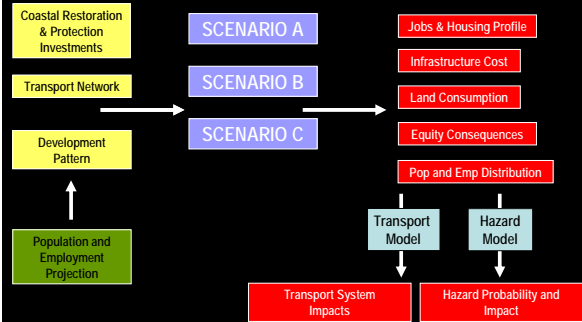 Coastal Restoration
& Protection
Investments
Transport Network
Development
Pattern
Population and
Employment
Projection
SCENARIO A
SCENARIO B
SCENARIO C
Jobs & Housing Profile
Infrastructure Cost
Land Consumption
Equity Consequences
Pop and Emp Distribution
Transport
Model
Hazard
Model
Transport System
Impacts
Hazard Probability and
Impact